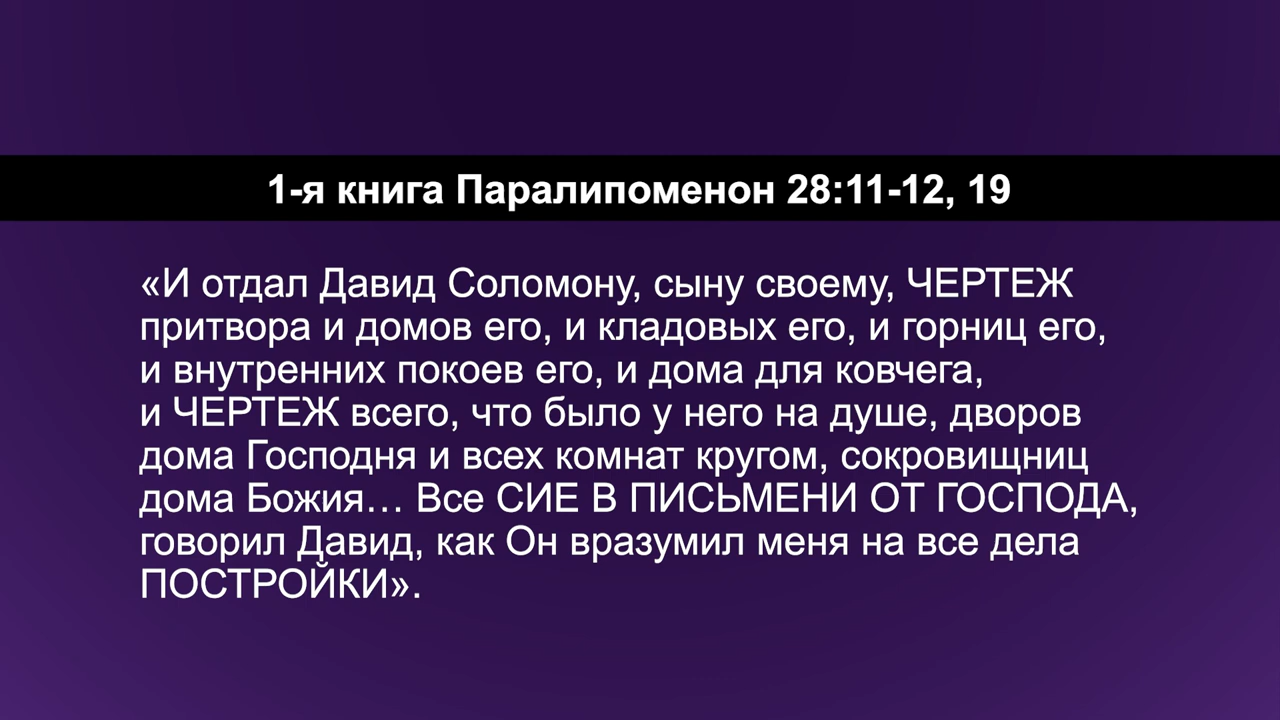 1-я книга Паралипоменон 28:11-12, 19
«И отдал Давид Соломону, сыну своему, ЧЕРТЕЖ
притвора и домов его, и кладовых его, и горниц его,
и внутренних покоев его, и дома для ковчега,
и ЧЕРТЕЖ всего, что было у него на душе, дворов
дома Господня и всех комнат кругом, сокровищниц
дома Божия… Все СИЕ В ПИСЬМЕНИ ОТ ГОСПОДА,
говорил Давид, как Он вразумил меня на все дела
ПОСТРОЙКИ».